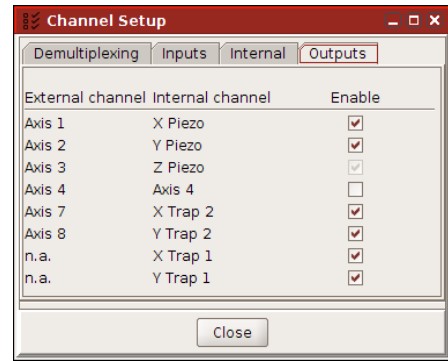 Channel Setup
Demultiplexing Inputs Internal Outputs
External channel Internal channel Enable
Axis 1 X Piezo
Axis 2 Y Piezo
Axis 3 Z Piezo
Axis 4 Axis 4
Axis 7 X Trap 2
Axis 8 Y Trap 2
n.a. X Trap 1
n.a. Y Trap 1
Close